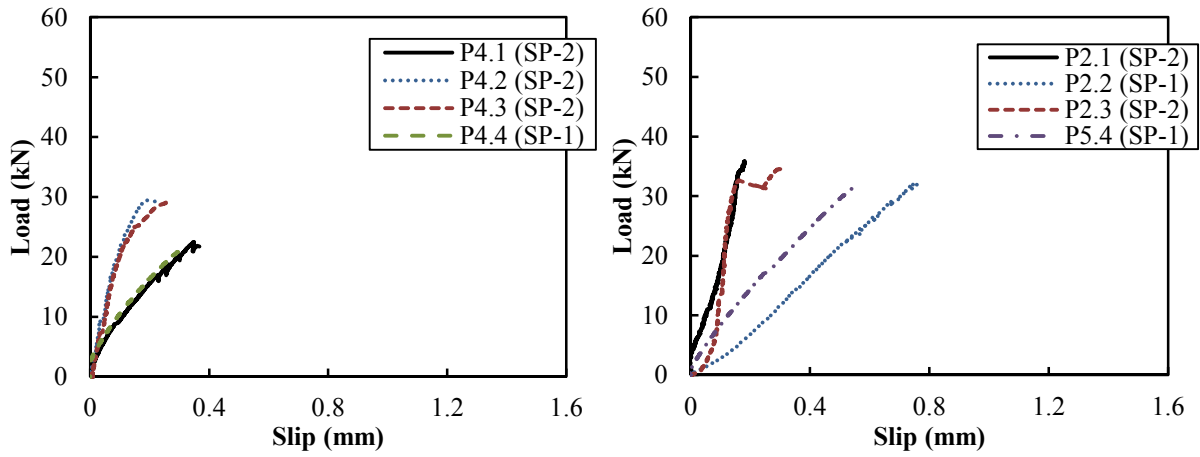 60
50
40
30
20
10
0
Load (kN)
0
0.4
0.8
1.2
1.6
Slip (mm)
P4.1 (SP-2)
P4.2 (SP-2)
P4.3 (SP-2)
P4.4 (SP-1)
60
50
40
30
20
10
0
Load (kN)
0
0.4
0.8
1.2
1.6
Slip (mm)
P2.1 (SP-2)
P2.2 (SP-1)
P2.3 (SP-2)
P5.4 (SP-1)